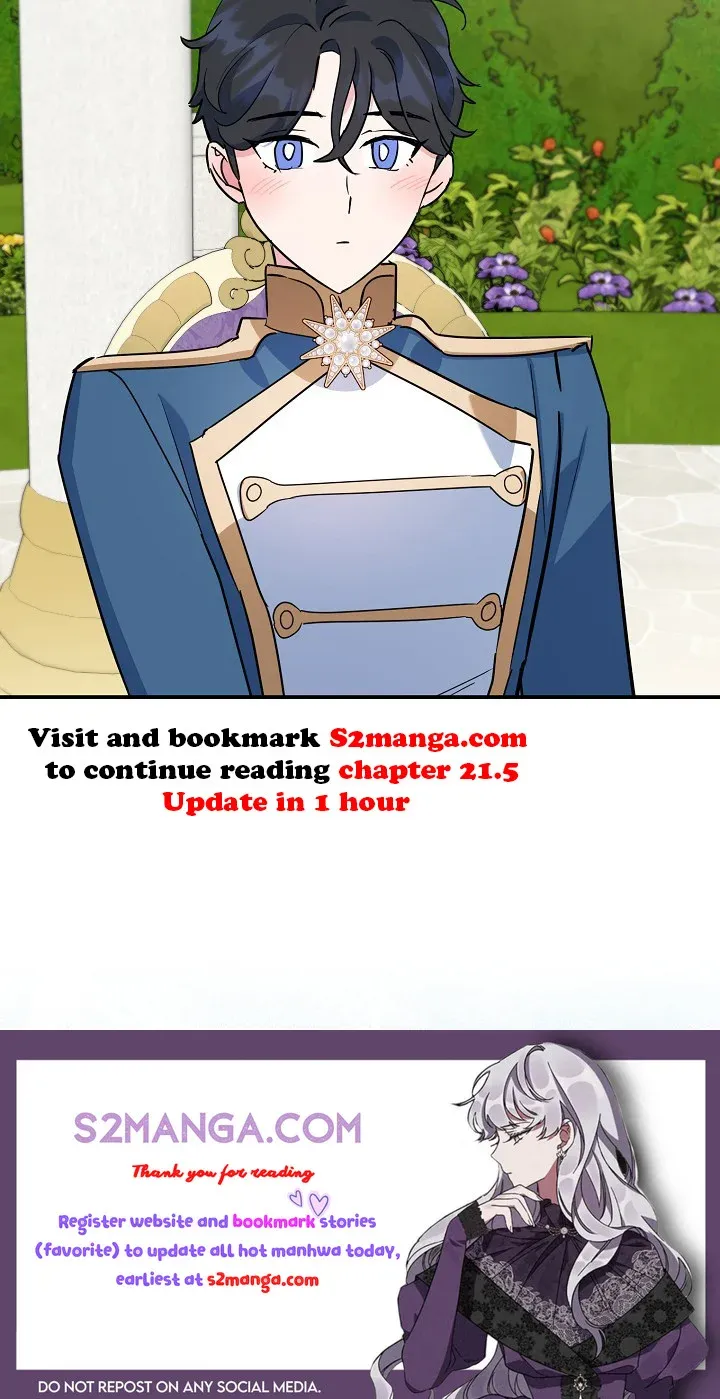 Visit and bookmark S2manga.com
to continue reading chapter 21.5
Update in 1 hour
S2MANGA.COM
Thank you for reading
Register website and bookmark stories
(favorite) to update all hot manhwa today,
earliest at s2manga.com
DO NOT REPOST ON ANY SOCIAL MEDIA.